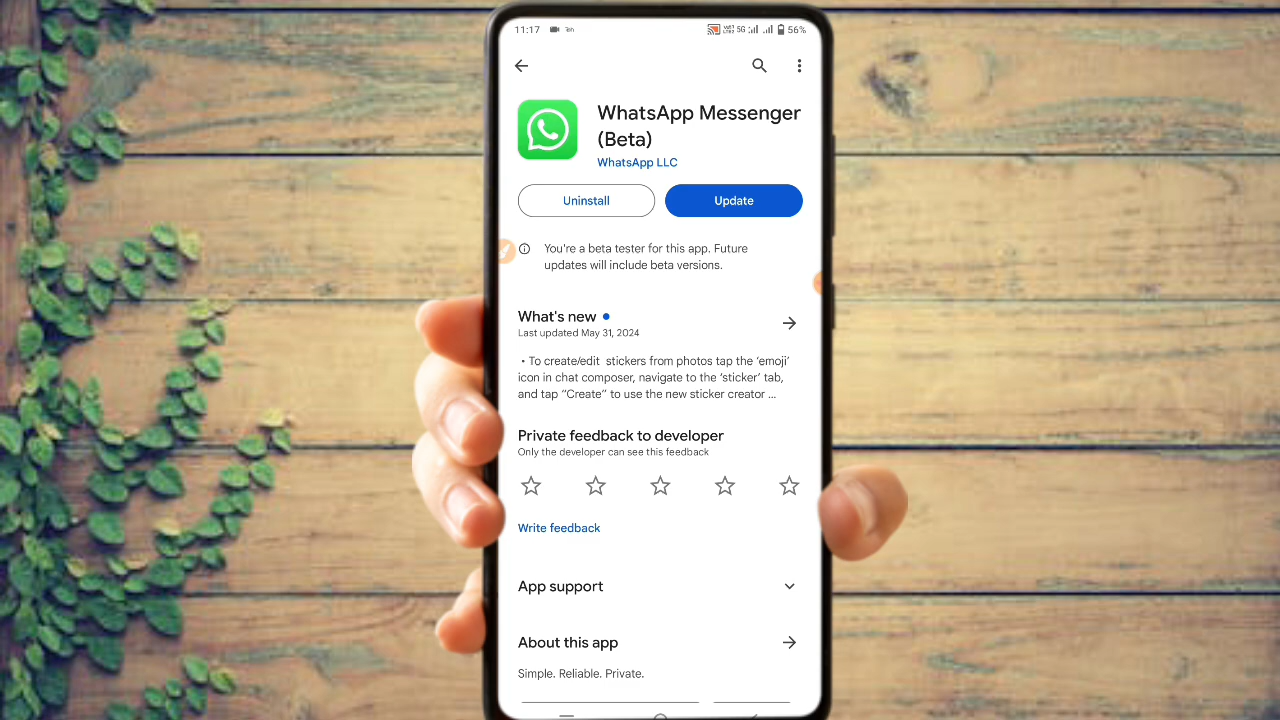 11:17
5G 56%
WhatsApp Messenger
(Beta)
WhatsApp LLC
Uninstall Update
You're a beta tester for this app. Future
updates will include beta versions.
What's new
Last updated May 31, 2024
• To create/edit stickers from photos tap the ‘emoji’
icon in chat composer, navigate to the ‘sticker’ tab,
and tap “Create” to use the new sticker creator ...
Private feedback to developer
Only the developer can see this feedback
Write feedback
App support
About this app
Simple. Reliable. Private.